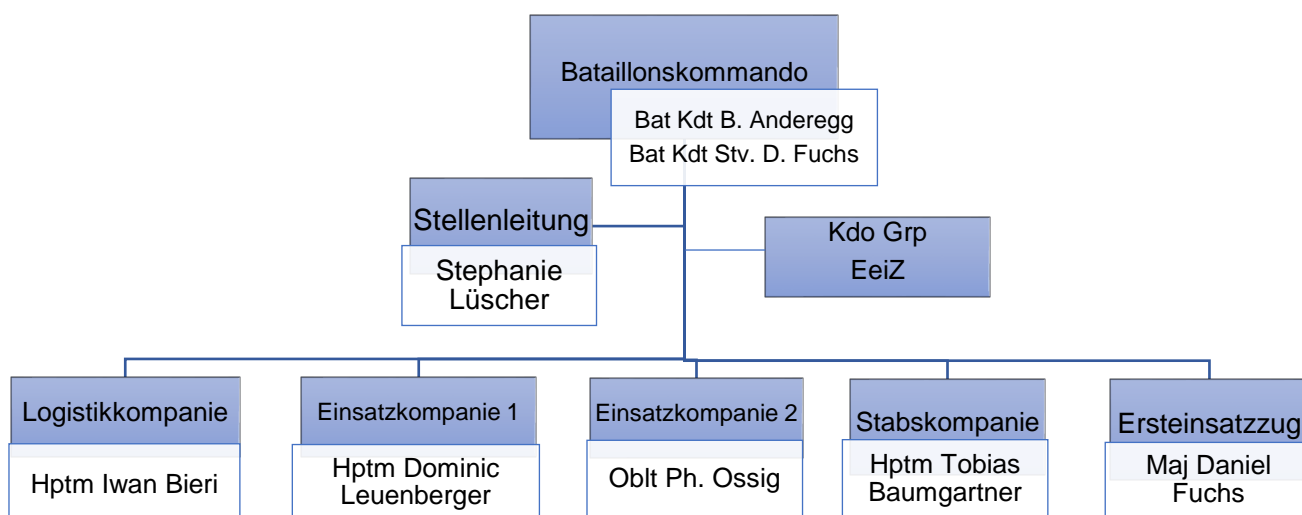 Bataillonskommando
Bat Kdt B. Anderegg
Bat Kdt Stv. D. Fuchs
Stellenleitung
Stephanie
Lüscher
Kdo Grp
EeiZ
Logistikkompanie
Hptm Iwan Bieri
Einsatzkompanie 1
Hptm Dominic
Leuenberger
Einsatzkompanie 2
Oblt Ph. Ossig
Stabskompanie
Hptm Tobias
Baumgartner
Ersteinsatzzug
Maj Daniel
Fuchs